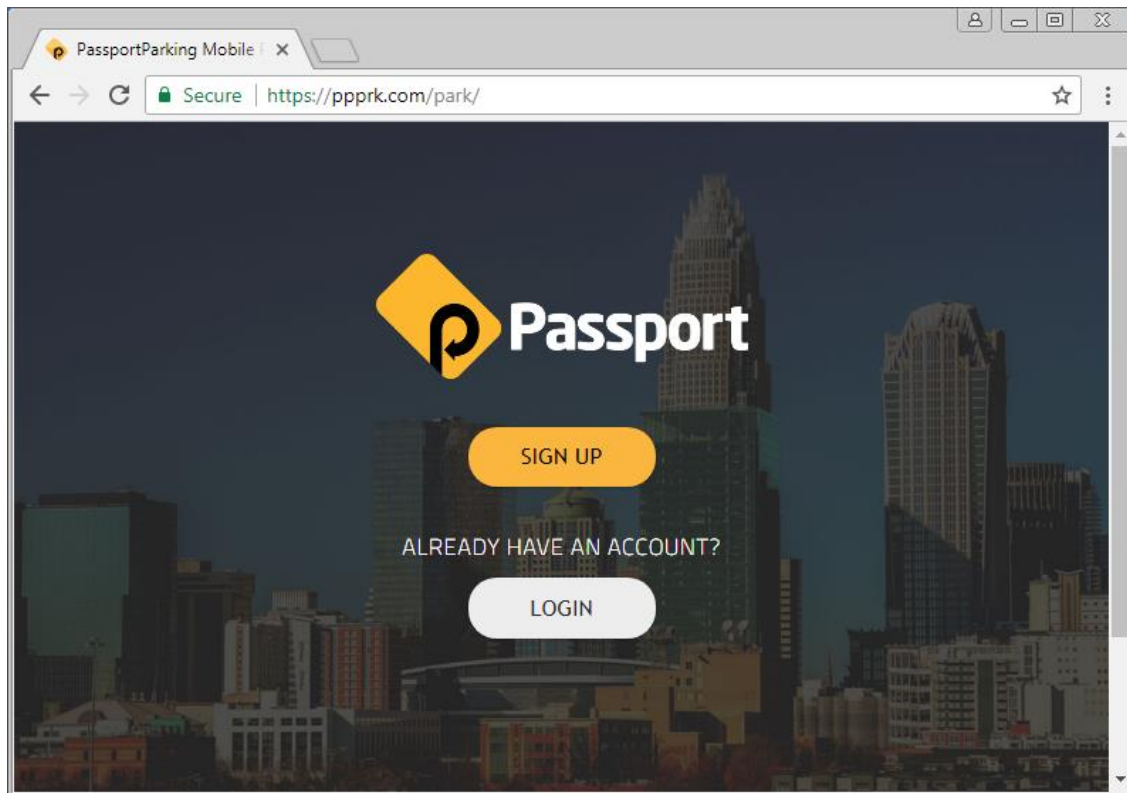 PassportParking Mobile
Secure | https://ppprk.com/park/
Passport
SIGN UP
ALREADY HAVE AN ACCOUNT?
LOGIN